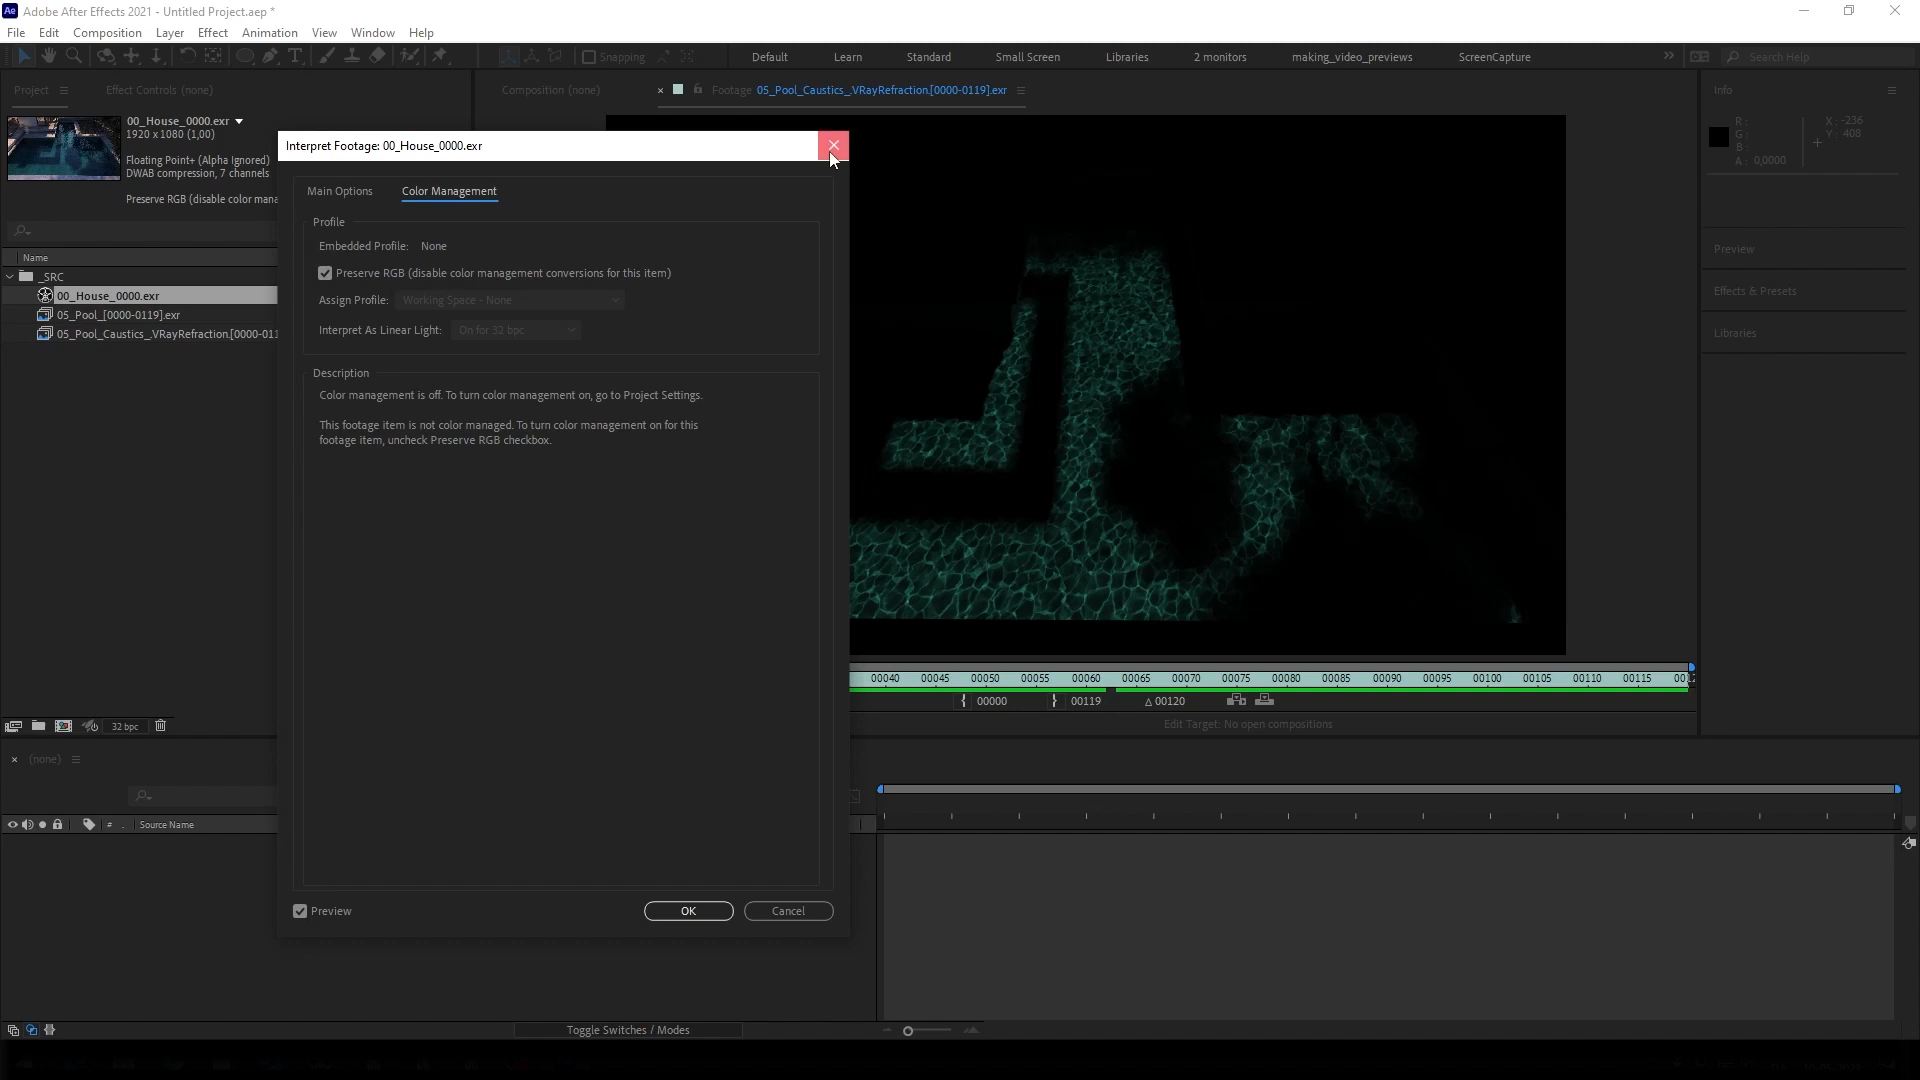 Ae Adobe After Effects 2021 - Untitled Project.aep *
File Edit Composition Layer Effect Animation View Window Help
Snapping
Default Learn Standard Small Screen Libraries 2 monitors making_video_previews ScreenCapture
Search Help
Project
Effect Controls (none)
Composition (none)
Footage 05_Pool_Caustics_.VRayRefraction.[0000-0119].exr
Info
00_House_0000.exr
1920 x 1080 (1,00)
Floating Point+ (Alpha Ignored)
DWAB compression, 7 channels
Preserve RGB (disable color mana
R:
G:
B:
A: 0,0000
X: -236
Y: 408
Interpret Footage: 00_House_0000.exr
Main Options
Color Management
Profile
Embedded Profile: None
Preserve RGB (disable color management conversions for this item)
Assign Profile: Working Space - None
Interpret As Linear Light: On for 32 bpc
Description
Color management is off. To turn color management on, go to Project Settings.
This footage item is not color managed. To turn color management on for this
footage item, uncheck Preserve RGB checkbox.
Preview
OK
Cancel
Name
_SRC
00_House_0000.exr
05_Pool_[0000-0119].exr
05_Pool_Caustics_.VRayRefraction.[0000-011
Preview
Effects & Presets
Libraries
00040 00045 00050 00055 00060 00065 00070 00075 00080 00085 00090 00095 00100 00105 00110 00115
00000 00119 Δ 00120
Edit Target: No open compositions
32 bpc
(none)
# . Source Name
Toggle Switches / Modes